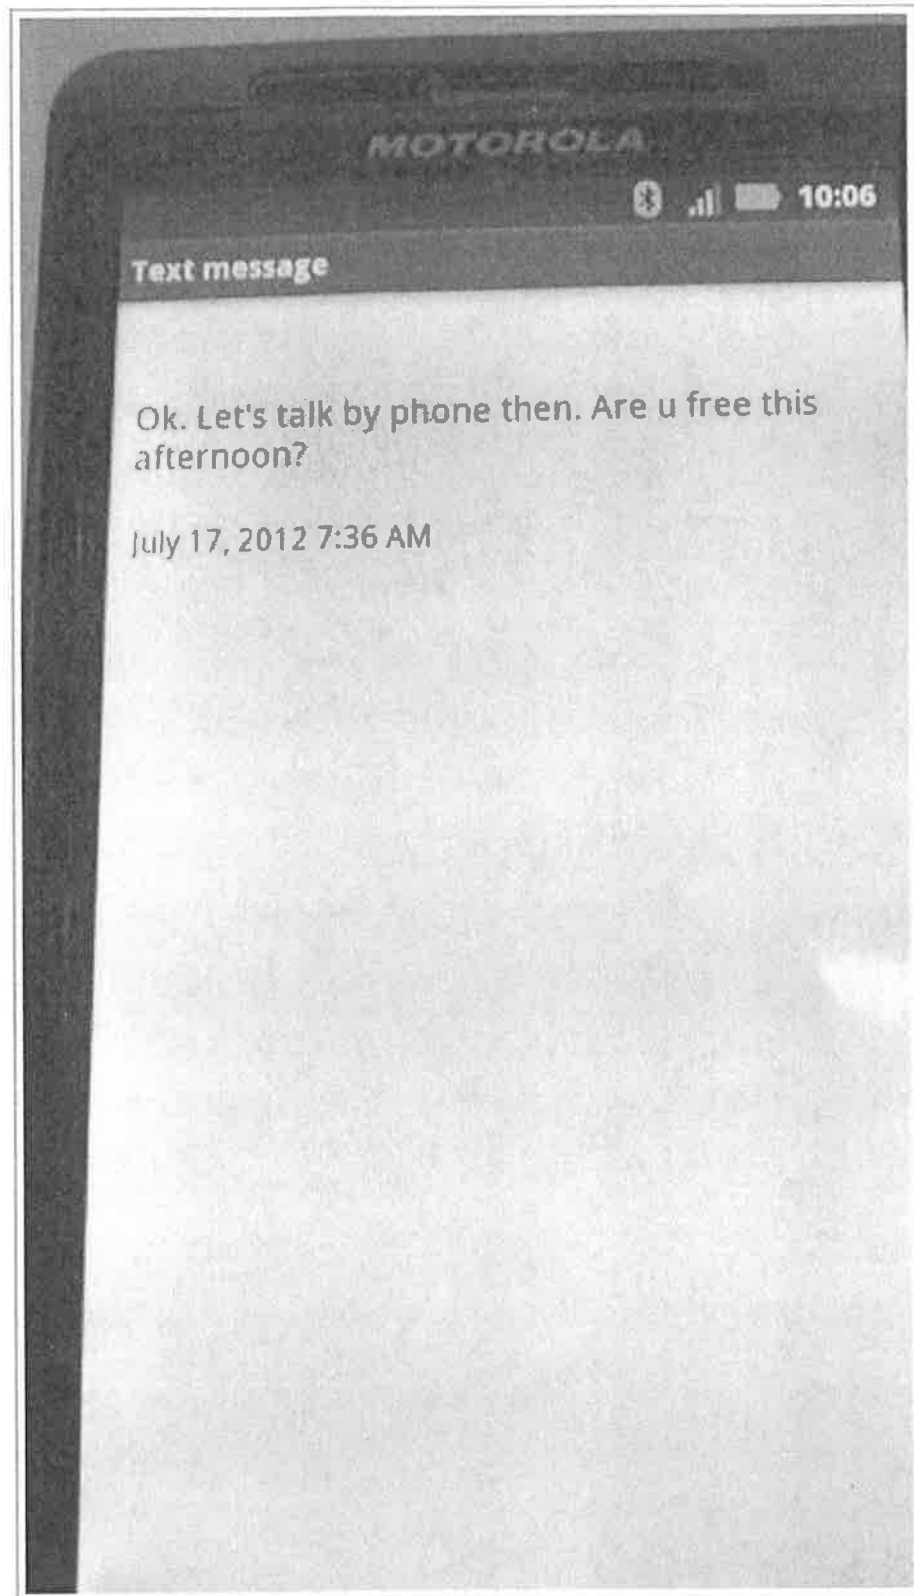 MOTOROLA
10:06
Text message
Ok. Let's talk by phone then. Are u free this
afternoon?
July 17, 2012 7:36 AM